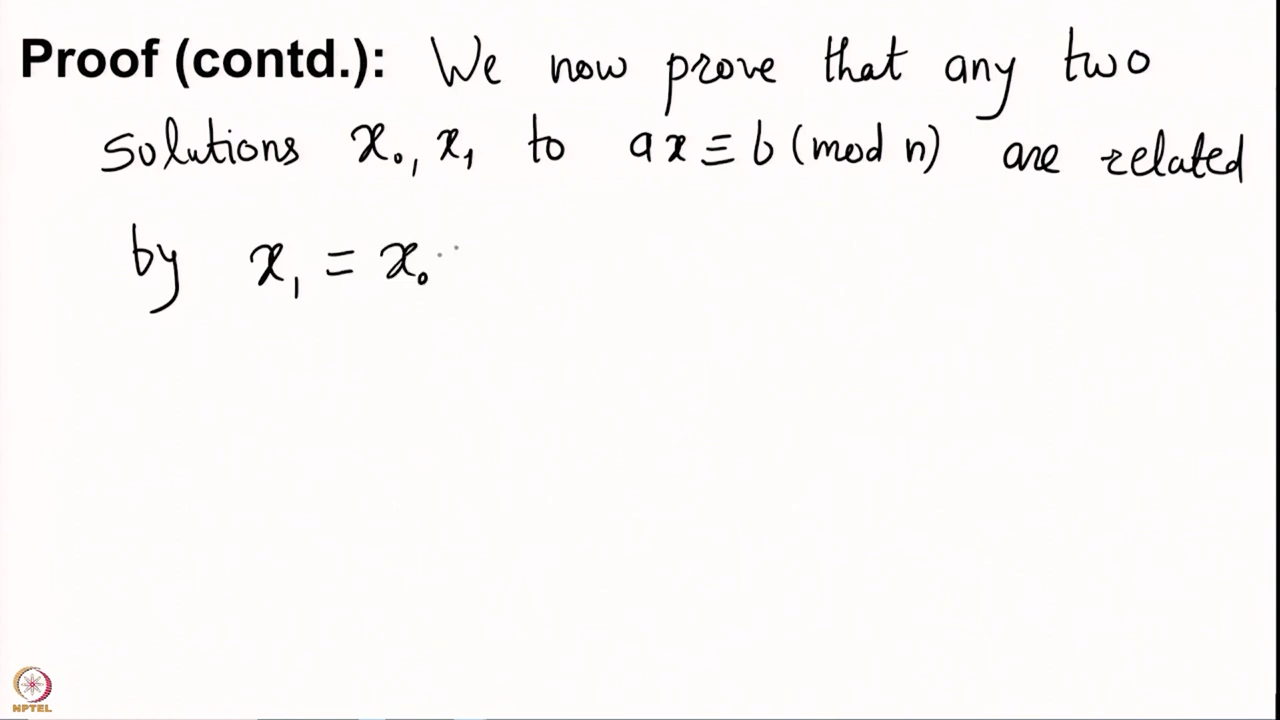 Proof (contd.): We now prove that any two
solutions x₀, x₁ to ax ≡ b (mod n) are related
by x₁ = x₀
NPTEL